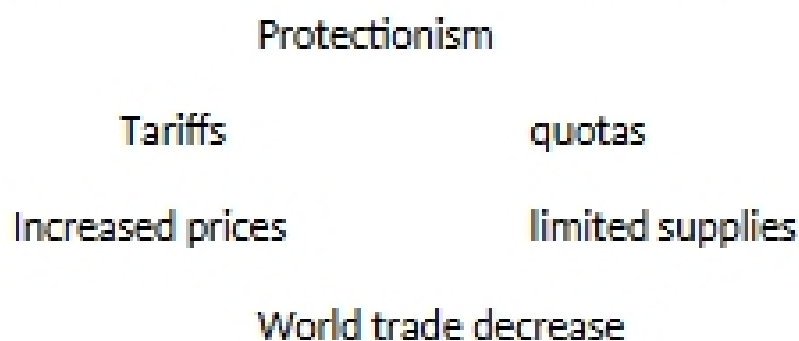 Protectionism
Tariffs quotas
Increased prices limited supplies
World trade decrease